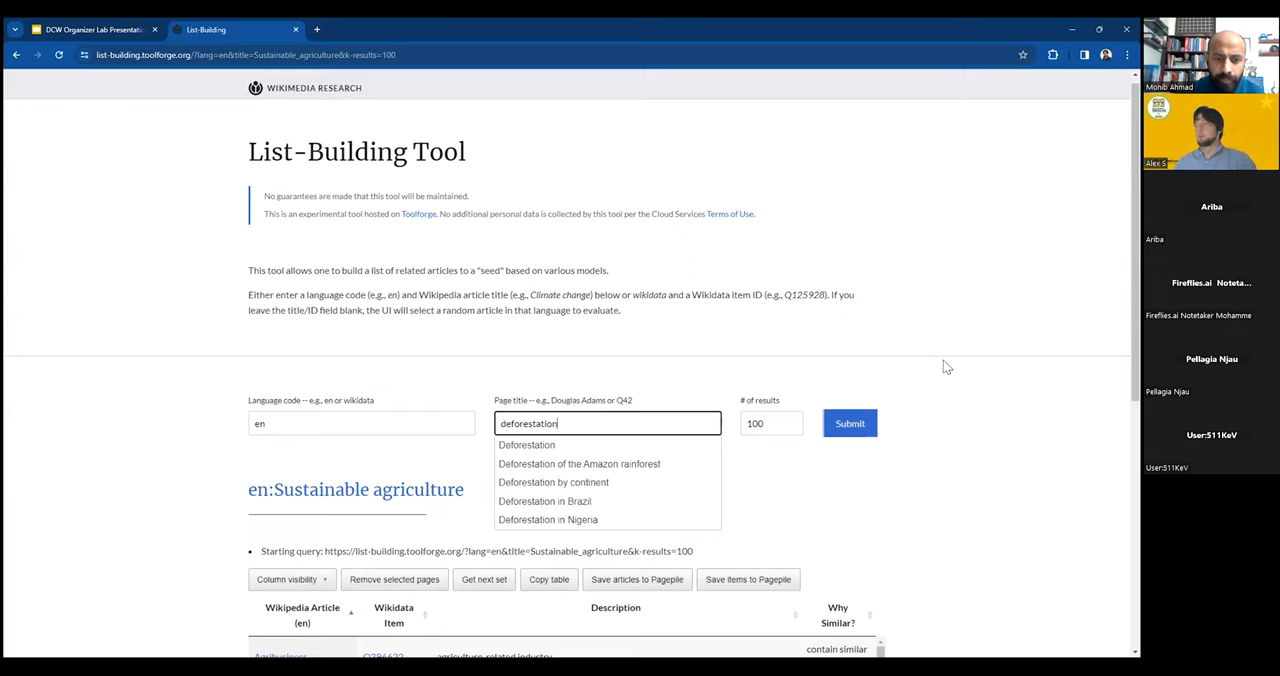 DCW Organizer Lab Presentatio
List-Building
list-building.toolforge.org/?lang=en&title=Sustainable_agriculture&k-results=100
WIKIMEDIA RESEARCH
List-Building Tool
No guarantees are made that this tool will be maintained.
This is an experimental tool hosted on Toolforge. No additional personal data is collected by this tool per the Cloud Services Terms of Use.
This tool allows one to build a list of related articles to a "seed" based on various models.
Either enter a language code (e.g., en) and Wikipedia article title (e.g., Climate change) below or wikidata and a Wikidata item ID (e.g., Q125928). If you
leave the title/ID field blank, the UI will select a random article in that language to evaluate.
Language code -- e.g., en or wikidata
Page title -- e.g., Douglas Adams or Q42
# of results
en
deforestation
100
Submit
Deforestation
Deforestation of the Amazon rainforest
Deforestation by continent
Deforestation in Brazil
Deforestation in Nigeria
en:Sustainable agriculture
Starting query: https://list-building.toolforge.org/?lang=en&title=Sustainable_agriculture&k-results=100
Column visibility
Remove selected pages
Get next set
Copy table
Save articles to Pagepile
Save items to Pagepile
Wikipedia Article
(en)
Wikidata
Item
Description
Why
Similar?
Agribusiness
Q296622
agriculture-related industry
contain similar
Monib Ahmad
Alex S
Ariba
Ariba
Fireflies.ai Noteta...
Fireflies.ai Notetaker Mohamme
Pellagia Njau
Pellagia Njau
User:511KeV
User:511KeV